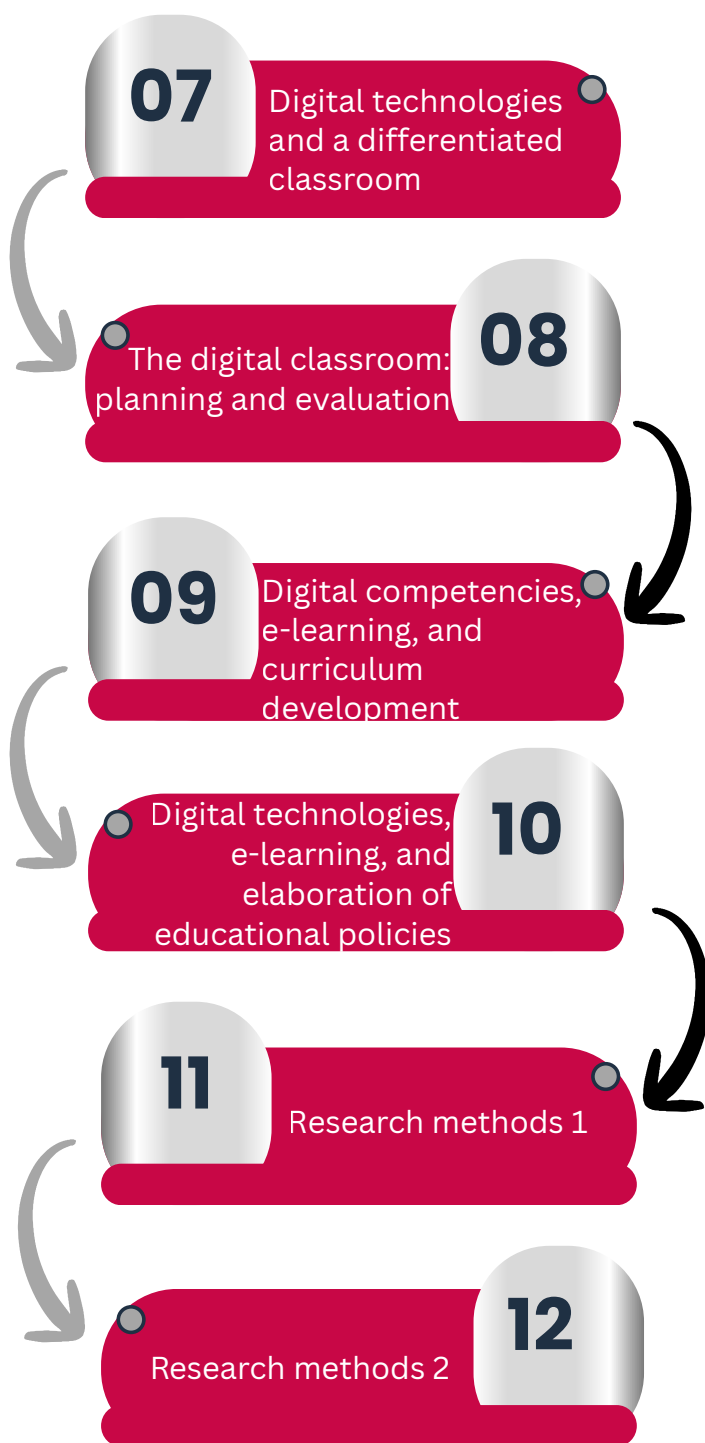 07
Digital technologies
and a differentiated
classroom
The digital classroom:
planning and evaluation
08
09
Digital competencies,
e-learning, and
curriculum
development
Digital technologies,
e-learning, and
elaboration of
educational policies
10
11
Research methods 1
Research methods 2
12